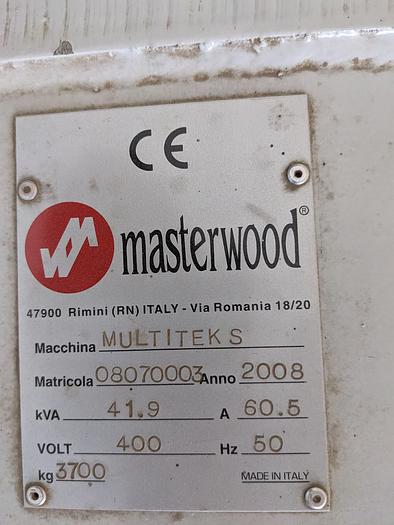 CE
masterwood®
47900 Rimini (RN) ITALY - Via Romania 18/20
Macchina MULTITEK S
Matricola 08070003 Anno 2008
kVA 41.9 A 60.5
VOLT 400 Hz 50
kg 3700 MADE IN ITALY